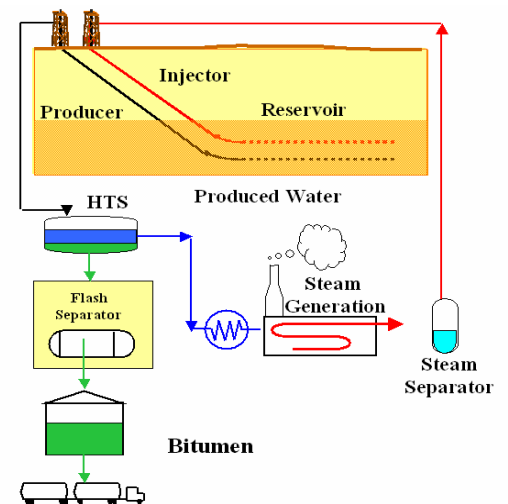 Injector
Producer
Reservoir
Produced Water
HTS
Flash
Separator
Steam
Generation
Steam
Separator
Bitumen